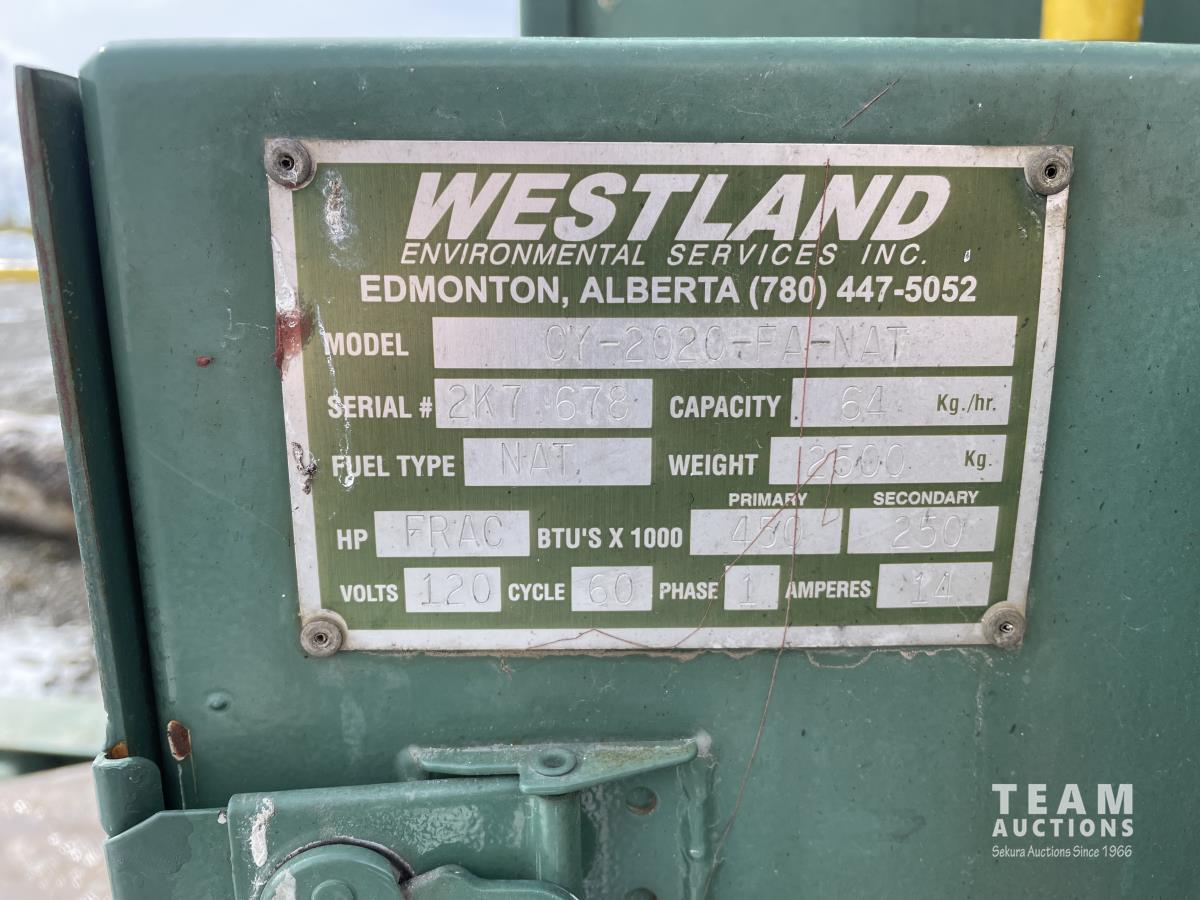 WESTLAND
ENVIRONMENTAL SERVICES INC.
EDMONTON, ALBERTA (780) 447-5052
MODEL CY-2020-FA-NAT
SERIAL # 2K7 678 CAPACITY 64 Kg./hr.
FUEL TYPE NAT WEIGHT 2500 Kg.
PRIMARY SECONDARY
HP FRAC BTU'S X 1000 450 250
VOLTS 120 CYCLE 60 PHASE 1 AMPERES 14
TEAM
AUCTIONS
Sekura Auctions Since 1966